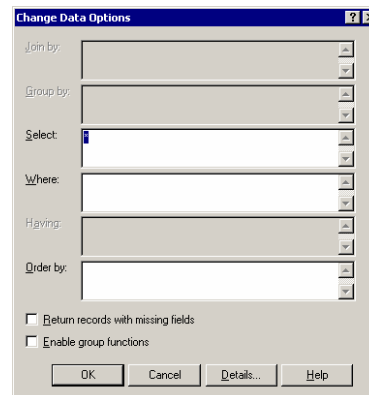 Change Data Options
Join by:
Group by:
Select:
*
Where:
Having:
Order by:
Return records with missing fields
Enable group functions
OK Cancel Details... Help